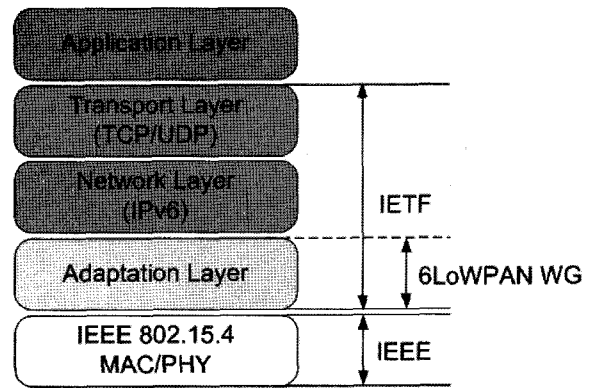 Application Layer
Transport Layer
(TCP/UDP)
Network Layer
(IPv6)
IETF
Adaptation Layer
6LoWPAN WG
IEEE 802.15.4
MAC/PHY
IEEE